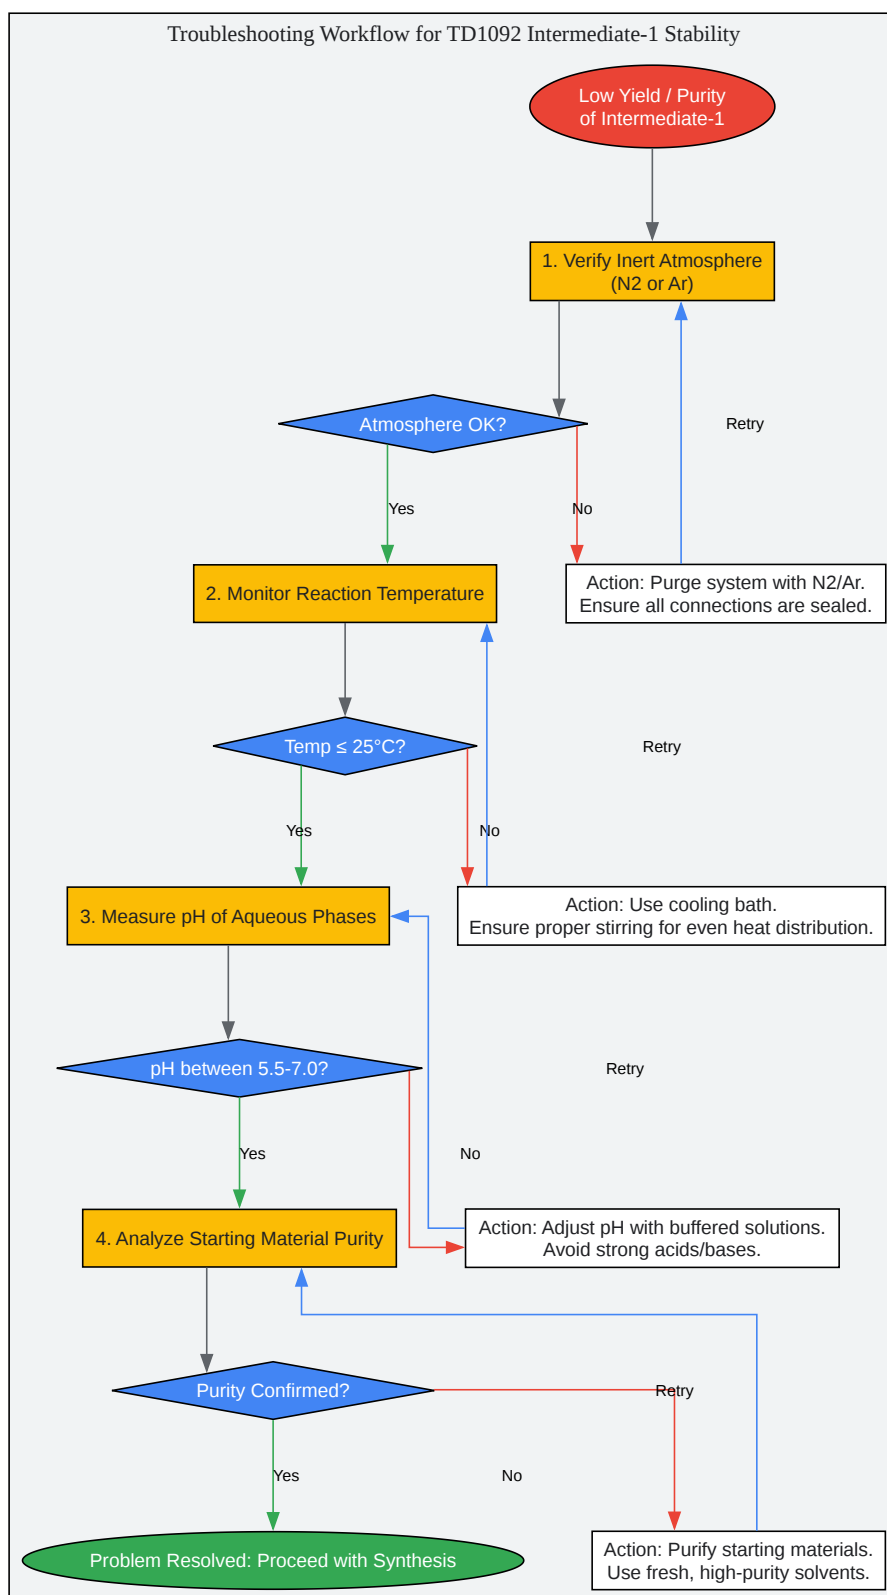 Troubleshooting Workflow for TD1092 Intermediate-1 Stability
Low Yield / Purity
of Intermediate-1
1. Verify Inert Atmosphere
(N2 or Ar)
Atmosphere OK?
Retry
Yes
No
2. Monitor Reaction Temperature
Action: Purge system with N2/Ar.
Ensure all connections are sealed.
Temp ≤ 25°C?
Retry
Yes
No
3. Measure pH of Aqueous Phases
Action: Use cooling bath.
Ensure proper stirring for even heat distribution.
pH between 5.5-7.0?
Retry
Yes
No
4. Analyze Starting Material Purity
Action: Adjust pH with buffered solutions.
Avoid strong acids/bases.
Purity Confirmed?
Retry
Yes
No
Problem Resolved: Proceed with Synthesis
Action: Purify starting materials.
Use fresh, high-purity solvents.